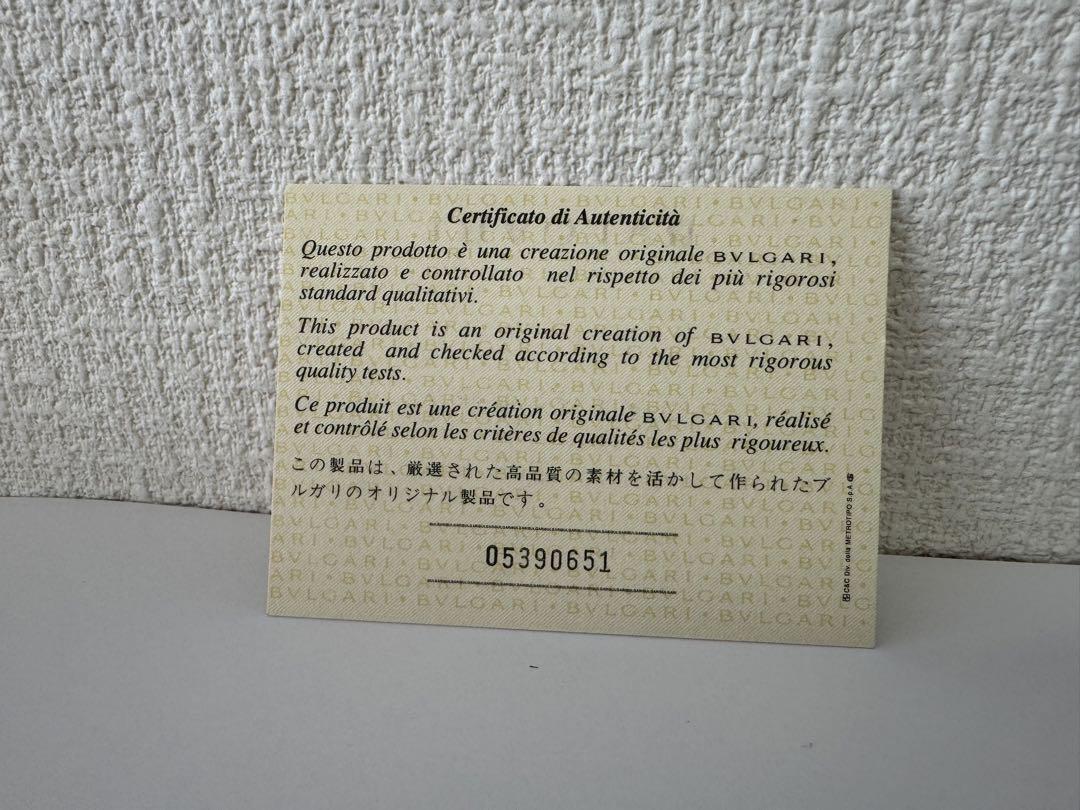 Certificato di Autenticità
Questo prodotto è una creazione originale BVLGARI,
realizzato e controllato nel rispetto dei più rigorosi
standard qualitativi.
This product is an original creation of BVLGARI,
created and checked according to the most rigorous
quality tests.
Ce produit est une création originale BVLGARI, réalisé
et contrôlé selon les critères de qualités les plus rigoureux.
この製品は、厳選された高品質の素材を活かして作られたブ
ルガリのオリジナル製品です。
05390651
C&C Div. della METROTIPO S.p.A.